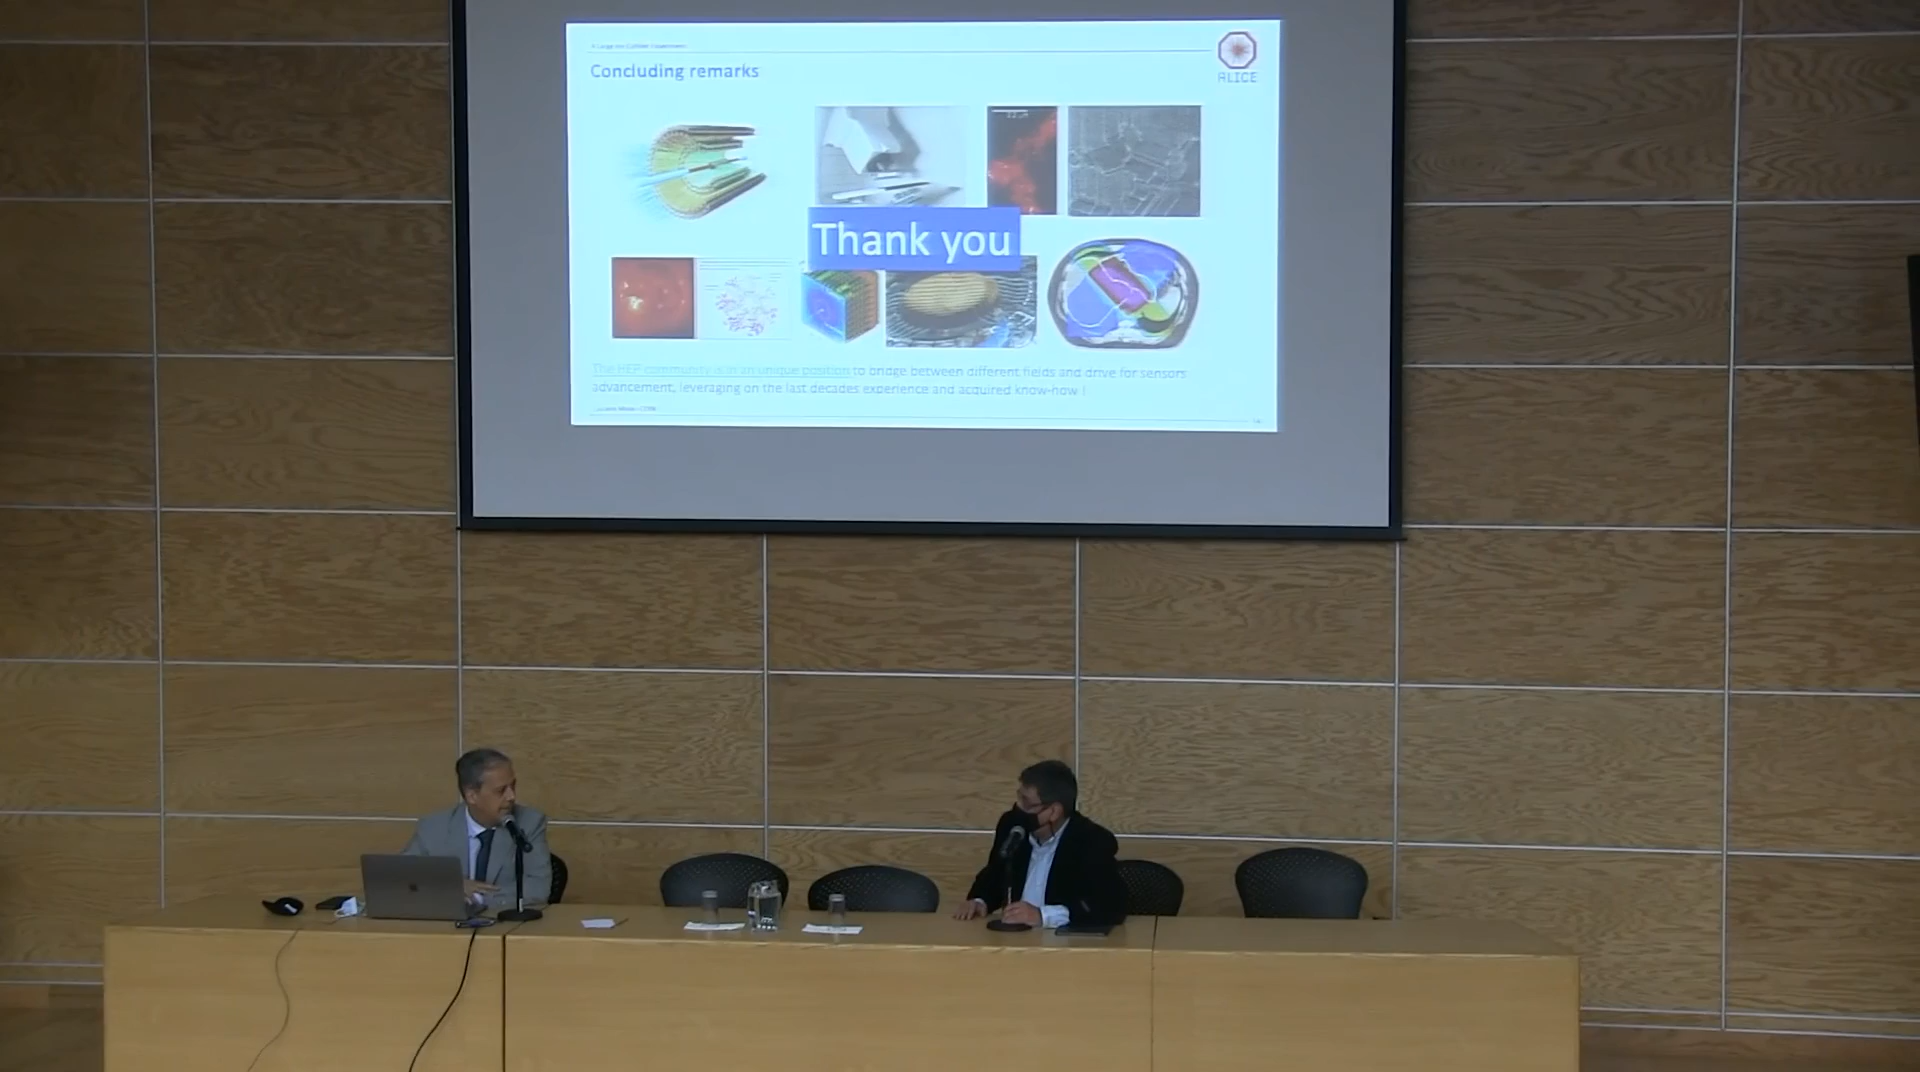 Concluding remarks
ALICE
Thank you
The HEP community is in an unique position to bridge between different fields and drive for sensors
advancement, leveraging on the last decades experience and acquired know-how !